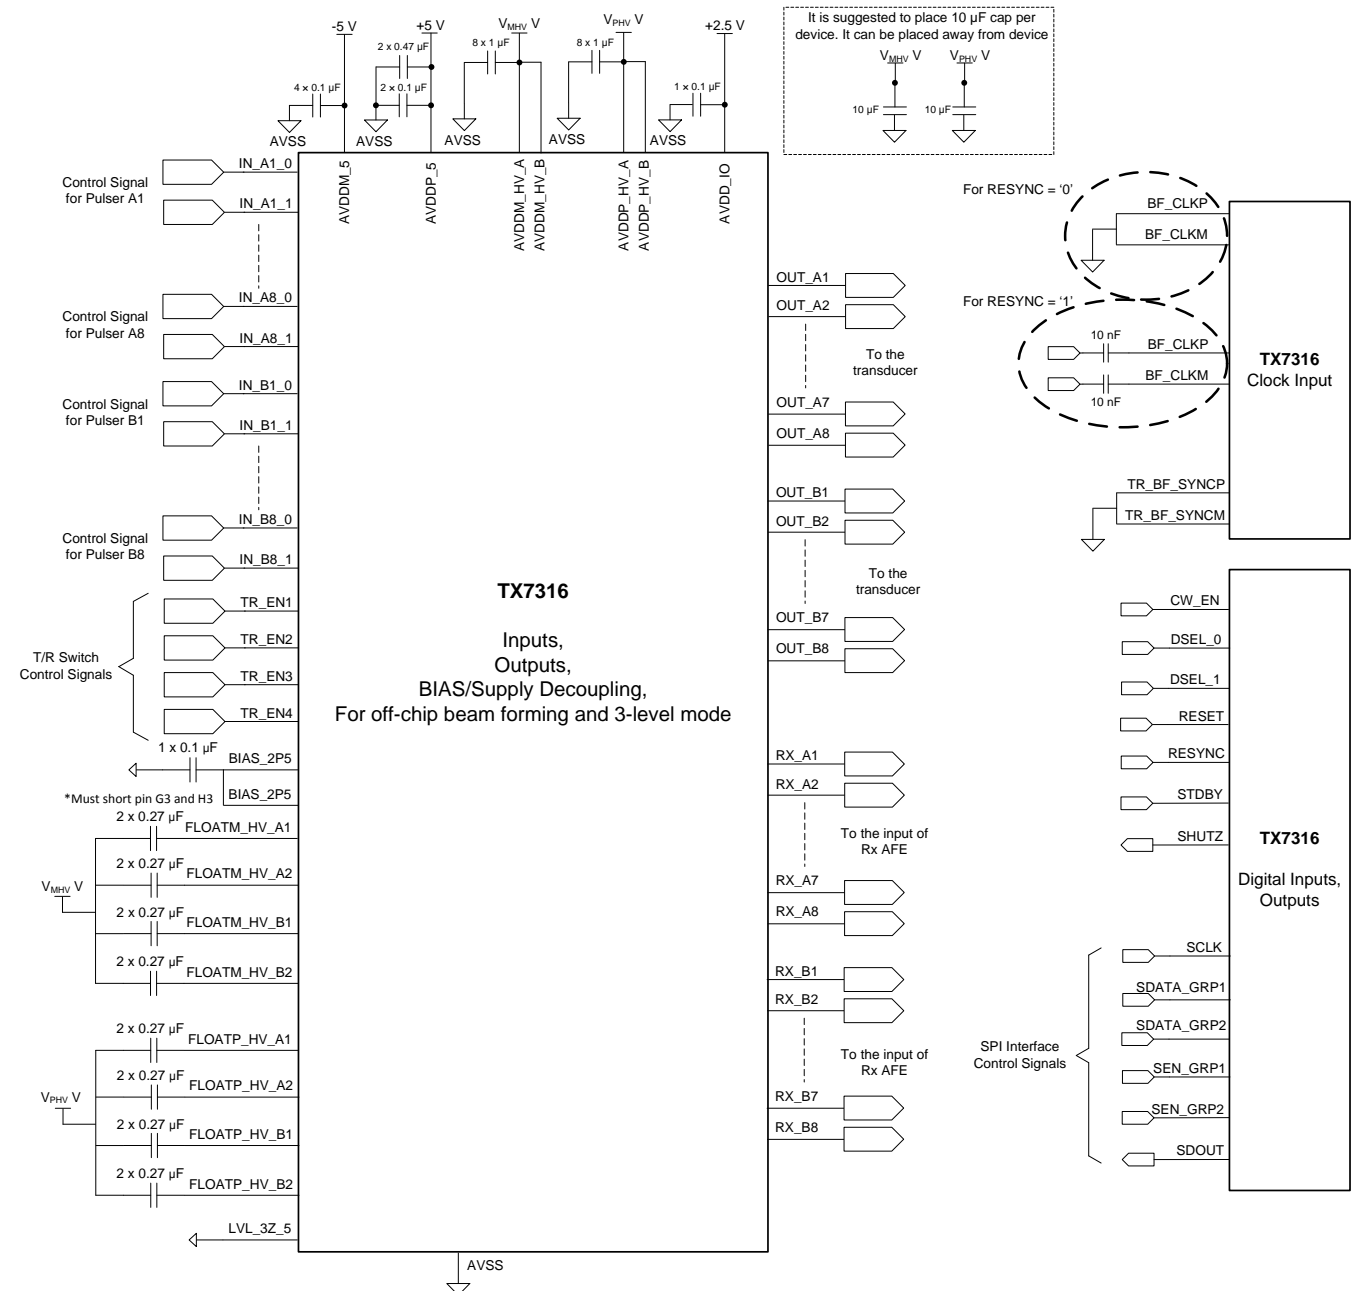 -5 V
+5 V
V_MHV V
V_PHV V
+2.5 V
2 x 0.47 µF
8 x 1 µF
8 x 1 µF
4 x 0.1 µF
2 x 0.1 µF
1 x 0.1 µF
AVSS
AVSS
AVSS
AVSS
AVSS
It is suggested to place 10 µF cap per
device. It can be placed away from device
V_MHV V
V_PHV V
10 µF
10 µF
AVDDM_5
AVDDP_5
AVDDM_HV_A
AVDDM_HV_B
AVDDP_HV_A
AVDDP_HV_B
AVDD_IO
Control Signal
for Pulser A1
IN_A1_0
IN_A1_1
Control Signal
for Pulser A8
IN_A8_0
IN_A8_1
Control Signal
for Pulser B1
IN_B1_0
IN_B1_1
Control Signal
for Pulser B8
IN_B8_0
IN_B8_1
T/R Switch
Control Signals
TR_EN1
TR_EN2
TR_EN3
TR_EN4
1 x 0.1 µF
BIAS_2P5
BIAS_2P5
*Must short pin G3 and H3
V_MHV V
2 x 0.27 µF
FLOATM_HV_A1
2 x 0.27 µF
FLOATM_HV_A2
2 x 0.27 µF
FLOATM_HV_B1
2 x 0.27 µF
FLOATM_HV_B2
V_PHV V
2 x 0.27 µF
FLOATP_HV_A1
2 x 0.27 µF
FLOATP_HV_A2
2 x 0.27 µF
FLOATP_HV_B1
2 x 0.27 µF
FLOATP_HV_B2
LVL_3Z_5
AVSS
TX7316
Inputs,
Outputs,
BIAS/Supply Decoupling,
For off-chip beam forming and 3-level mode
OUT_A1
OUT_A2
To the
transducer
OUT_A7
OUT_A8
OUT_B1
OUT_B2
To the
transducer
OUT_B7
OUT_B8
RX_A1
RX_A2
To the input of
Rx AFE
RX_A7
RX_A8
RX_B1
RX_B2
To the input of
Rx AFE
RX_B7
RX_B8
For RESYNC = ‘0’
BF_CLKP
BF_CLKM
For RESYNC = ‘1’
10 nF
BF_CLKP
BF_CLKM
10 nF
TR_BF_SYNCP
TR_BF_SYNCM
TX7316
Clock Input
CW_EN
DSEL_0
DSEL_1
RESET
RESYNC
STDBY
SHUTZ
TX7316
Digital Inputs,
Outputs
SPI Interface
Control Signals
SCLK
SDATA_GRP1
SDATA_GRP2
SEN_GRP1
SEN_GRP2
SDOUT